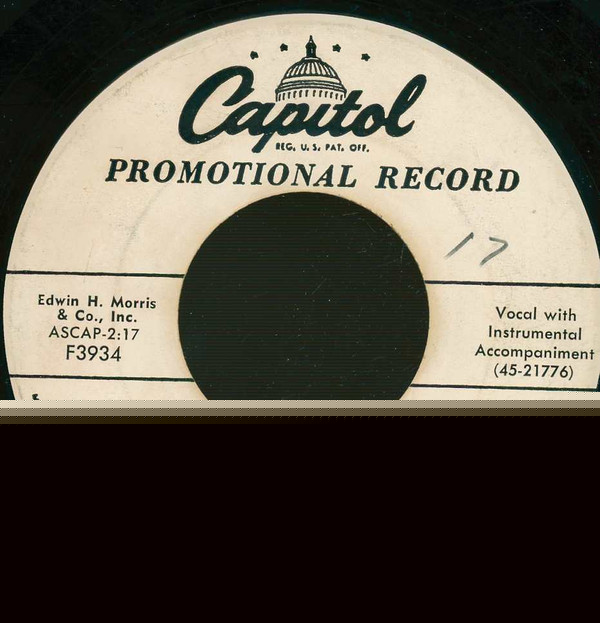 Capitol
REG. U. S. PAT. OFF.
PROMOTIONAL RECORD
17
Edwin H. Morris
& Co., Inc.
ASCAP-2:17
F3934
Vocal with
Instrumental
Accompaniment
(45-21776)